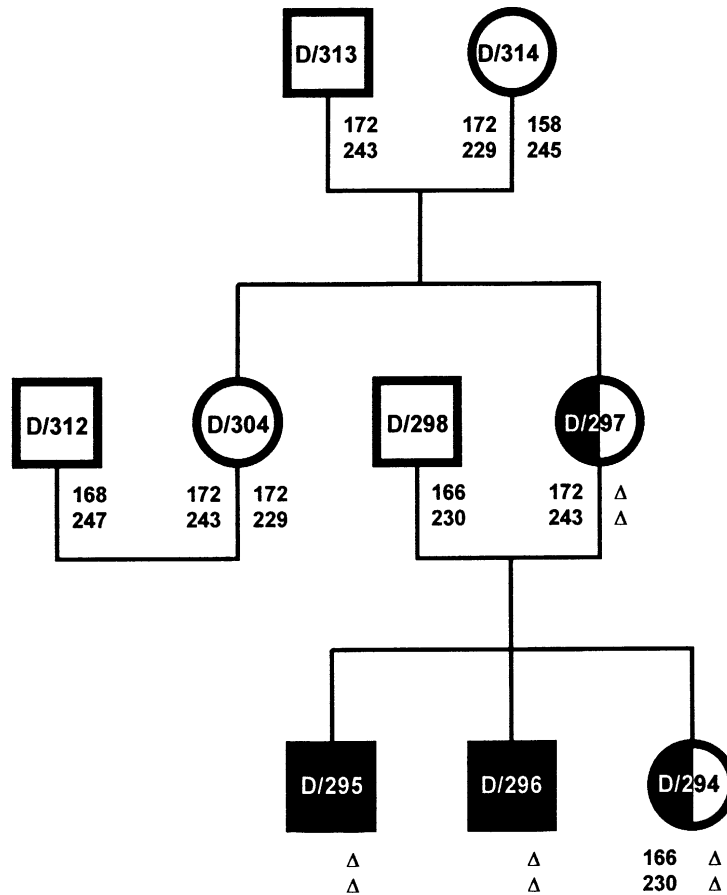 D/313 D/314
172 172 158
243 229 245
D/312 D/304 D/298 D/297
168 172 172 166 172 Δ
247 243 229 230 243 Δ
D/295 D/296 D/294
Δ Δ 166 Δ
Δ Δ 230 Δ